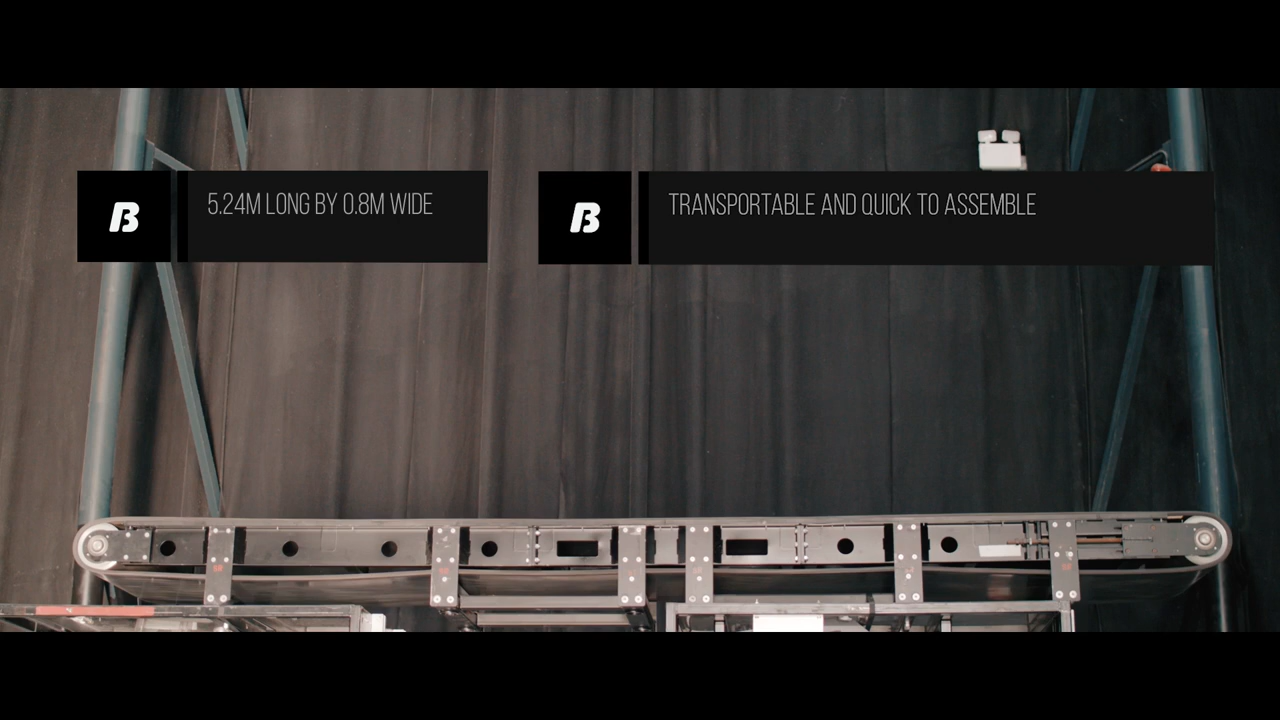 B
5.24M LONG BY 0.8M WIDE
B
TRANSPORTABLE AND QUICK TO ASSEMBLE